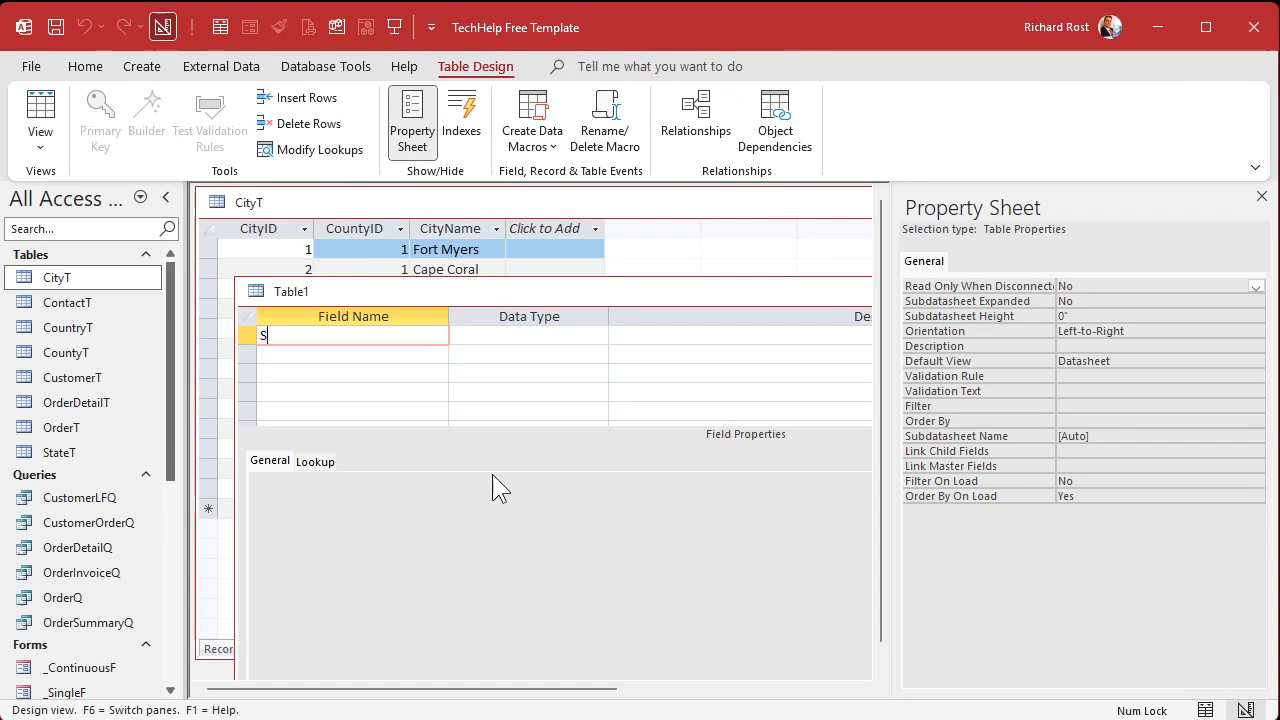 TechHelp Free Template
Richard Rost
File Home Create External Data Database Tools Help Table Design Tell me what you want to do
View
Views
Primary Key
Builder
Test Validation Rules
Insert Rows
Delete Rows
Modify Lookups
Tools
Property Sheet
Indexes
Show/Hide
Create Data Macros
Rename/ Delete Macro
Field, Record & Table Events
Relationships
Object Dependencies
Relationships
All Access ...
Search...
Tables
CityT
ContactT
CountryT
CountyT
CustomerT
OrderDetailT
OrderT
StateT
Queries
CustomerLFQ
CustomerOrderQ
OrderDetailQ
OrderInvoiceQ
OrderQ
OrderSummaryQ
Forms
_ContinuousF
_SingleF
CityT
CityID CountyID CityName Click to Add
1 1 Fort Myers
2 1 Cape Coral
Table1
Field Name Data Type De
S
Field Properties
General Lookup
Recor
Property Sheet
Selection type: Table Properties
General
Read Only When Disconnect No
Subdatasheet Expanded No
Subdatasheet Height 0"
Orientation Left-to-Right
Description
Default View Datasheet
Validation Rule
Validation Text
Filter
Order By
Subdatasheet Name [Auto]
Link Child Fields
Link Master Fields
Filter On Load No
Order By On Load Yes
Design view. F6 = Switch panes. F1 = Help.
Num Lock